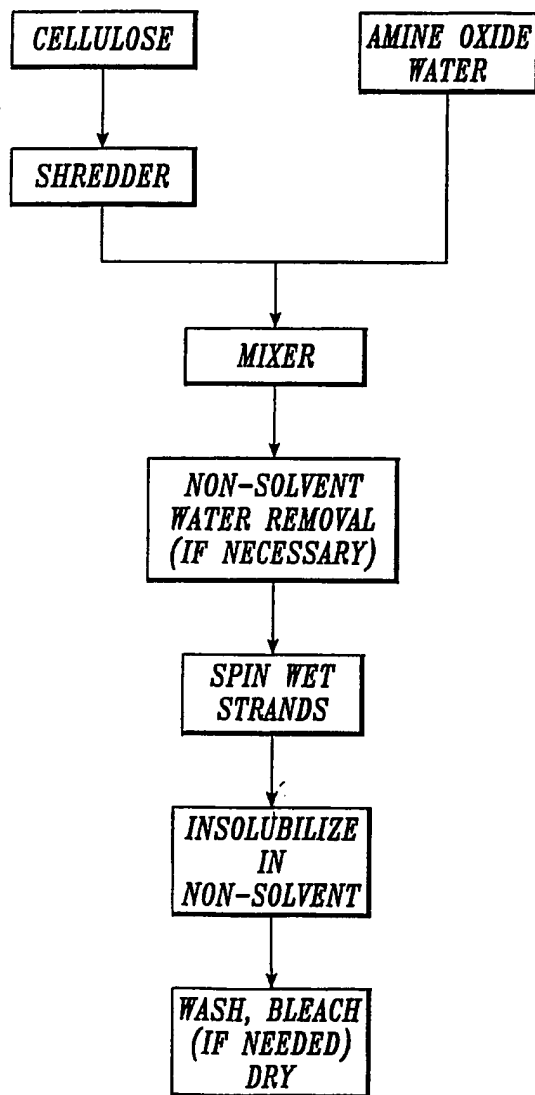 CELLULOSE
AMINE OXIDE
WATER
SHREDDER
MIXER
NON-SOLVENT
WATER REMOVAL
(IF NECESSARY)
SPIN WET
STRANDS
INSOLUBILIZE
IN
NON-SOLVENT
WASH, BLEACH
(IF NEEDED)
DRY